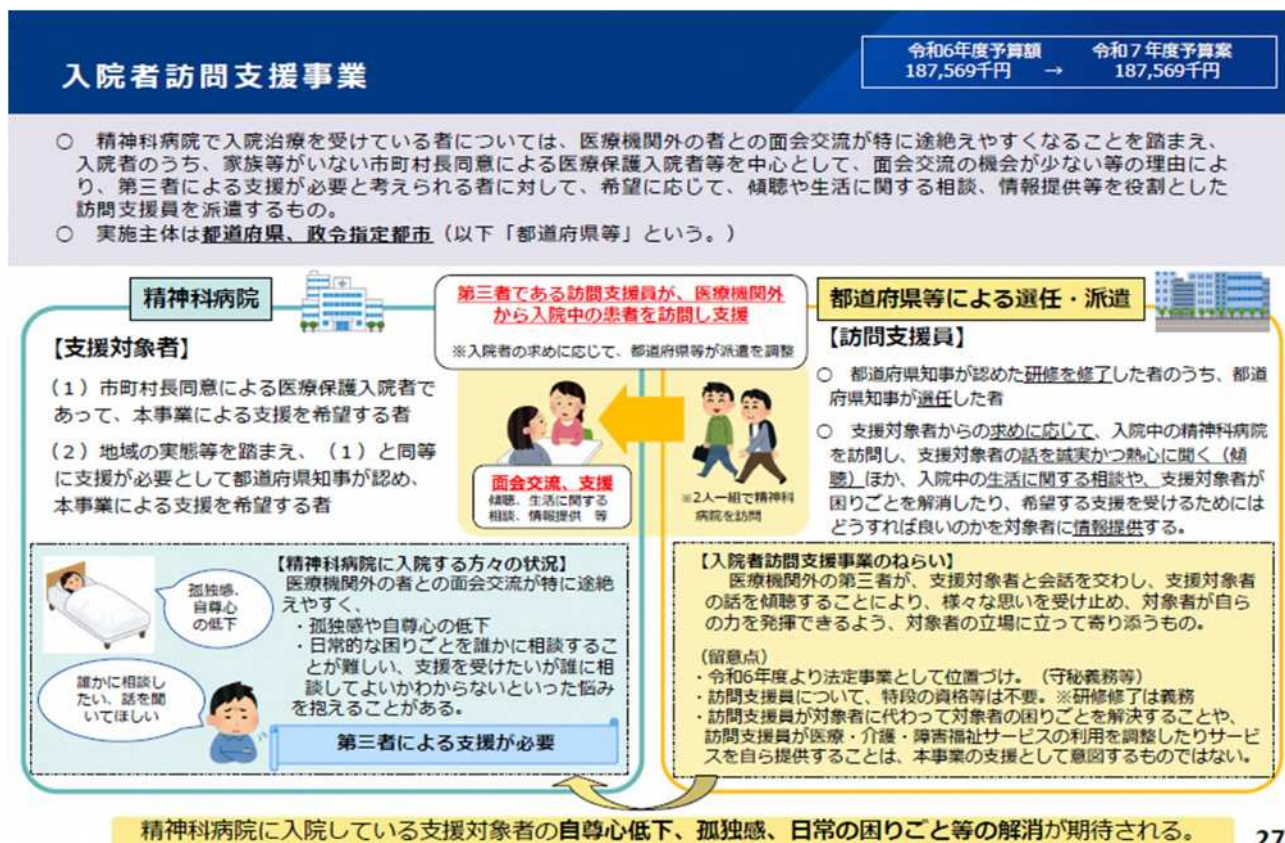 入院者訪問支援事業
令和6年度予算額
187,569千円
→
令和7年度予算案
187,569千円
○ 精神科病院で入院治療を受けている者については、医療機関外の者との面会交流が特に途絶えやすくなることを踏まえ、
入院者のうち、家族等がいない市町村長同意による医療保護入院者等を中心として、面会交流の機会が少ない等の理由によ
り、第三者による支援が必要と考えられる者に対して、希望に応じて、傾聴や生活に関する相談、情報提供等を役割とした
訪問支援員を派遣するもの。
○ 実施主体は都道府県、政令指定都市（以下「都道府県等」という。）
精神科病院
【支援対象者】
（1）市町村長同意による医療保護入院者で
あって、本事業による支援を希望する者
（2）地域の実態等を踏まえ、（1）と同等
に支援が必要として都道府県知事が認め、
本事業による支援を希望する者
第三者である訪問支援員が、医療機関外
から入院中の患者を訪問し支援
※入院者の求めに応じて、都道府県等が派遣を調整
面会交流、支援
傾聴、生活に関する
相談、情報提供 等
※2人一組で精神科
病院を訪問
都道府県等による選任・派遣
【訪問支援員】
○ 都道府県知事が認めた研修を修了した者のうち、都道
府県知事が選任した者
○ 支援対象者からの求めに応じて、入院中の精神科病院
を訪問し、支援対象者の話を誠実かつ熱心に聞く（傾
聴）ほか、入院中の生活に関する相談や、支援対象者が
困りごとを解消したり、希望する支援を受けるためには
どうすれば良いのかを対象者に情報提供する。
孤独感、
自尊心
の低下
誰かに相談し
たい、話を聞
いてほしい
【精神科病院に入院する方々の状況】
医療機関外の者との面会交流が特に途絶
えやすく、
・孤独感や自尊心の低下
・日常的な困りごとを誰かに相談するこ
とが難しい、支援を受けたいが誰に相
談してよいかわからないといった悩み
を抱えることがある。
第三者による支援が必要
【入院者訪問支援事業のねらい】
医療機関外の第三者が、支援対象者と会話を交わし、支援対象者
の話を傾聴することにより、様々な思いを受け止め、対象者が自ら
の力を発揮できるよう、対象者の立場に立って寄り添うもの。
（留意点）
・令和6年度より法定事業として位置づけ。（守秘義務等）
・訪問支援員について、特段の資格等は不要。※研修修了は義務
・訪問支援員が対象者に代わって対象者の困りごとを解決することや、
訪問支援員が医療・介護・障害福祉サービスの利用を調整したりサービ
スを自ら提供することは、本事業の支援として意図するものではない。
精神科病院に入院している支援対象者の自尊心低下、孤独感、日常の困りごと等の解消が期待される。
27